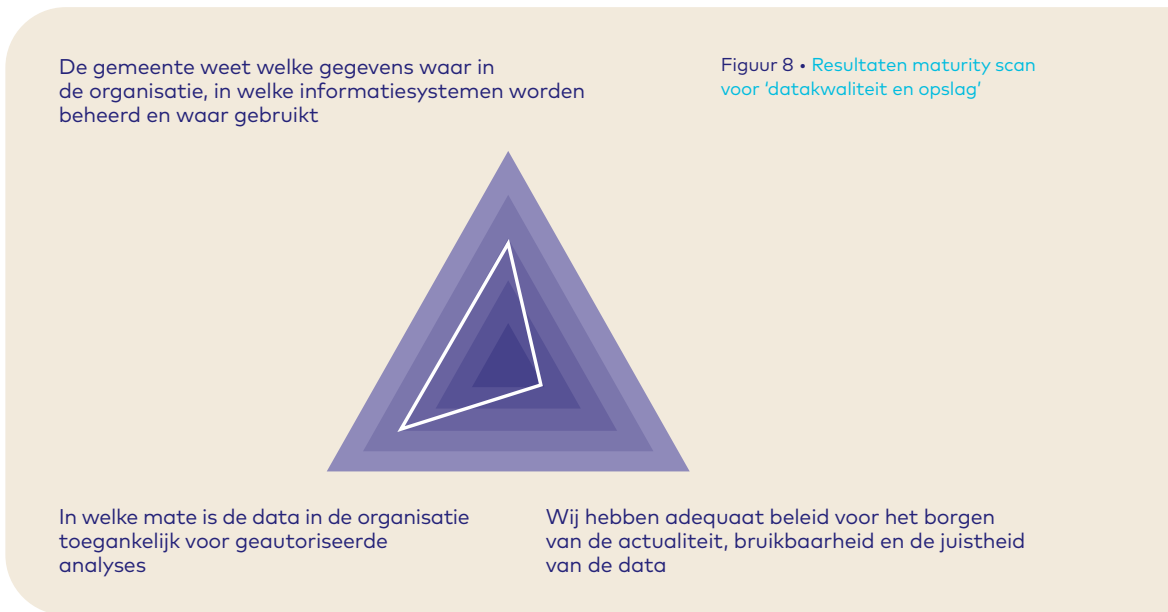 De gemeente weet welke gegevens waar in
de organisatie, in welke informatiesystemen worden
beheerd en waar gebruikt
Figuur 8 • Resultaten maturity scan
voor ‘datakwaliteit en opslag’
In welke mate is de data in de organisatie
toegankelijk voor geautoriseerde
analyses
Wij hebben adequaat beleid voor het borgen
van de actualiteit, bruikbaarheid en de juistheid
van de data